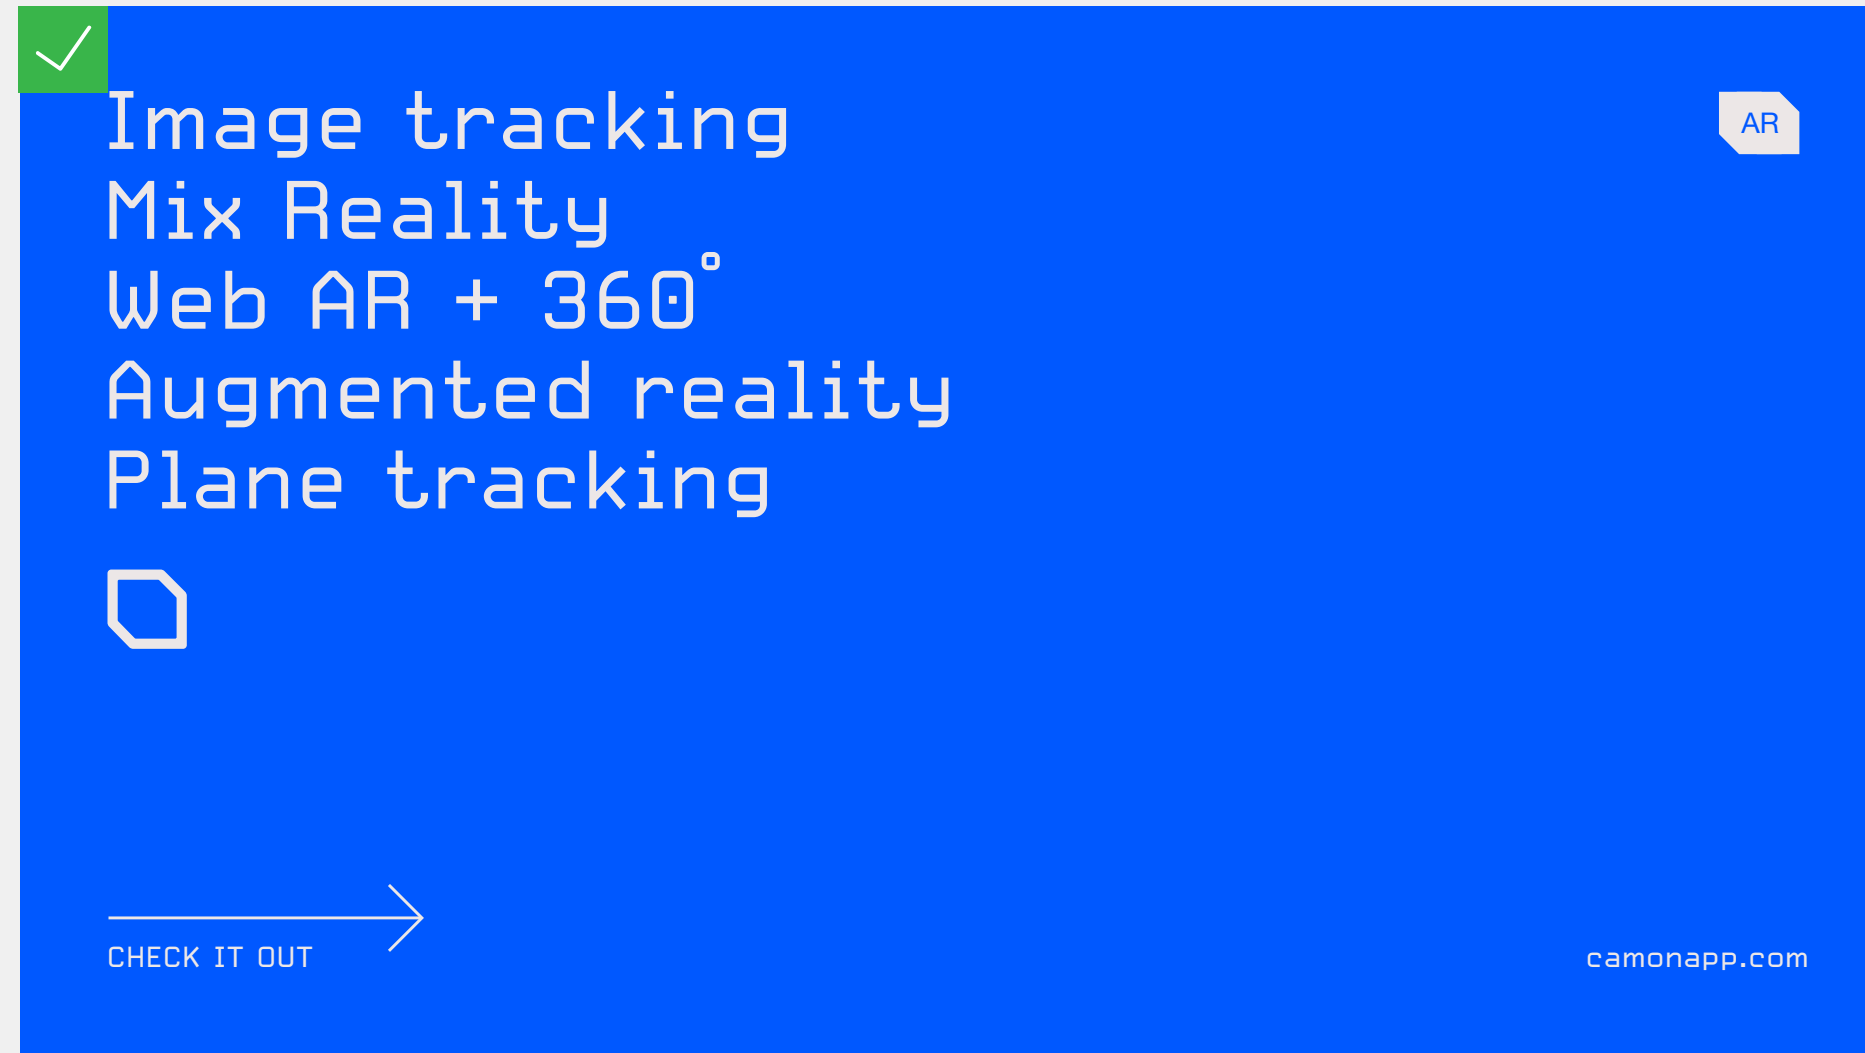 Image tracking
Mix Reality
Web AR + 360°
Augmented reality
Plane tracking
AR
CHECK IT OUT
camonapp.com